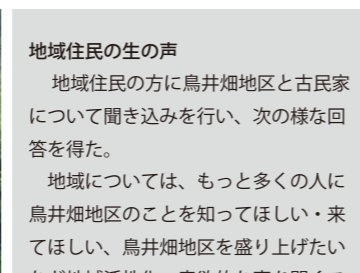 地域住民の生の声
地域住民の方に鳥井畑地区と古民家
について聞き込みを行い、次の様な回
答を得た。
地域については、もっと多くの人に
鳥井畑地区のことを知ってほしい・来
てほしい、鳥井畑地区を盛り上げたい